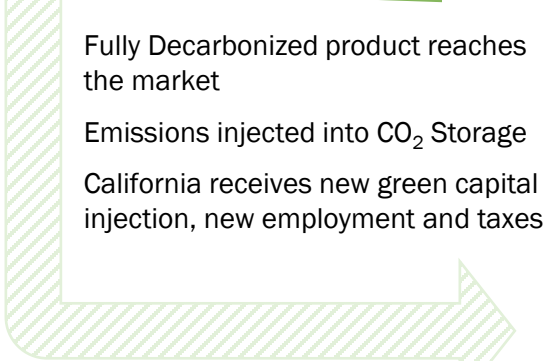 Fully Decarbonized product reaches
the market
Emissions injected into CO₂ Storage
California receives new green capital
injection, new employment and taxes